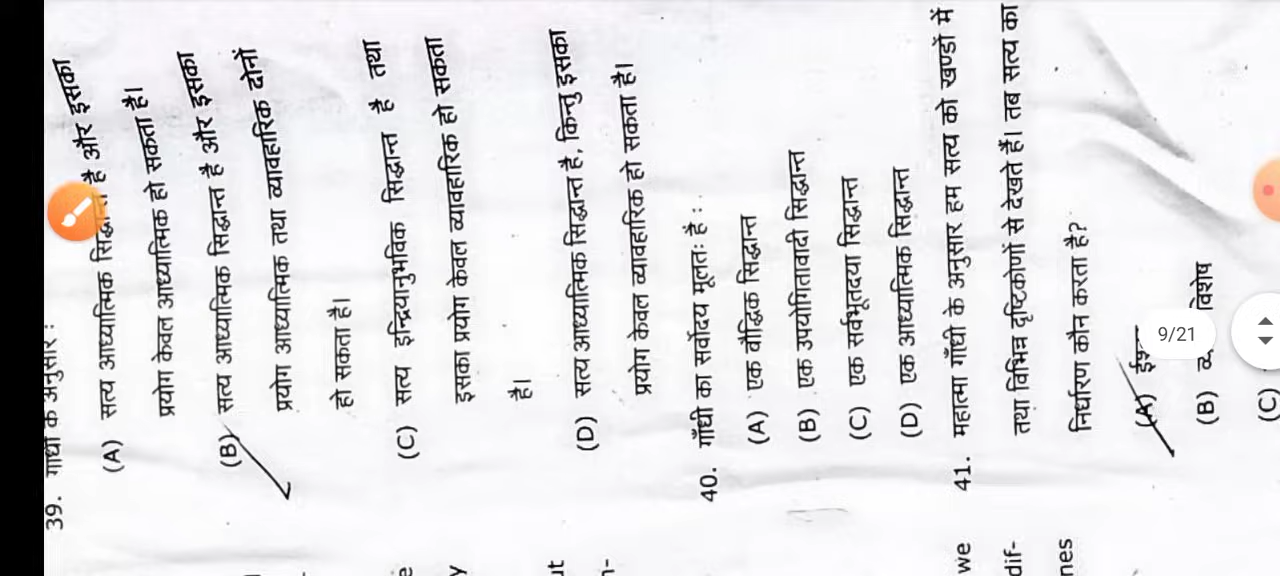 39. गाँधी के अनुसार :
(A) सत्य आध्यात्मिक सिद्धान्त है और इसका
प्रयोग केवल आध्यात्मिक हो सकता है।
(B) सत्य आध्यात्मिक सिद्धान्त है और इसका
प्रयोग आध्यात्मिक तथा व्यावहारिक दोनों
हो सकता है।
(C) सत्य इन्द्रियानुभविक सिद्धान्त है तथा
इसका प्रयोग केवल व्यावहारिक हो सकता
है।
(D) सत्य आध्यात्मिक सिद्धान्त है, किन्तु इसका
प्रयोग केवल व्यावहारिक हो सकता है।
40. गाँधी का सर्वोदय मूलतः है :
(A) एक बौद्धिक सिद्धान्त
(B) एक उपयोगितावादी सिद्धान्त
(C) एक सर्वभूतदया सिद्धान्त
(D) एक आध्यात्मिक सिद्धान्त
41. महात्मा गाँधी के अनुसार हम सत्य को खण्डों में
तथा विभिन्न दृष्टिकोणों से देखते हैं। तब सत्य का
निर्धारण कौन करता है?
(A)
(B) विशेष
(C)
we
dif-
nes
9/21